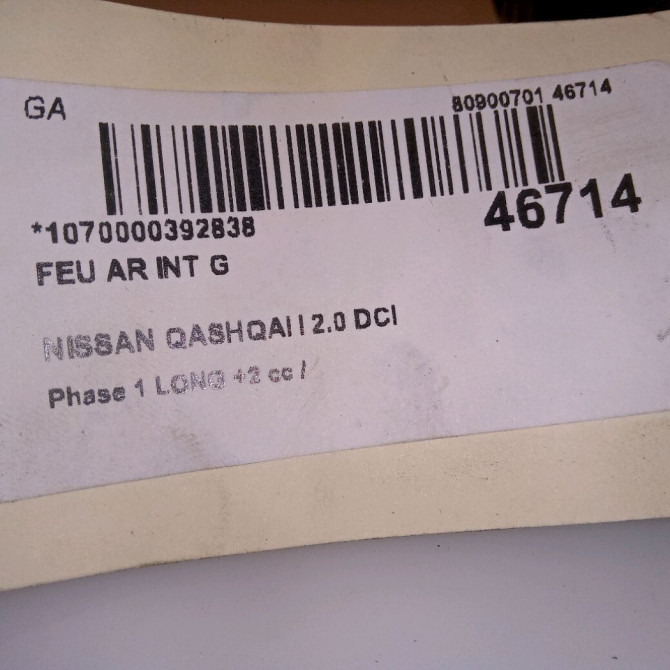 GA
80900701 46714
*1070000392838
46714
FEU AR INT G
NISSAN QASHQAI I 2.0 DCI
Phase 1 LONG +2 cc /